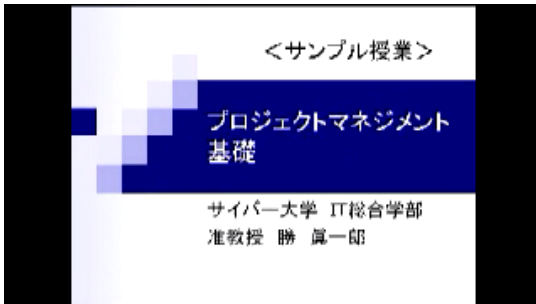 ＜サンプル授業＞
プロジェクトマネジメント
基礎
サイバー大学 IT総合学部
准教授 勝 眞一郎